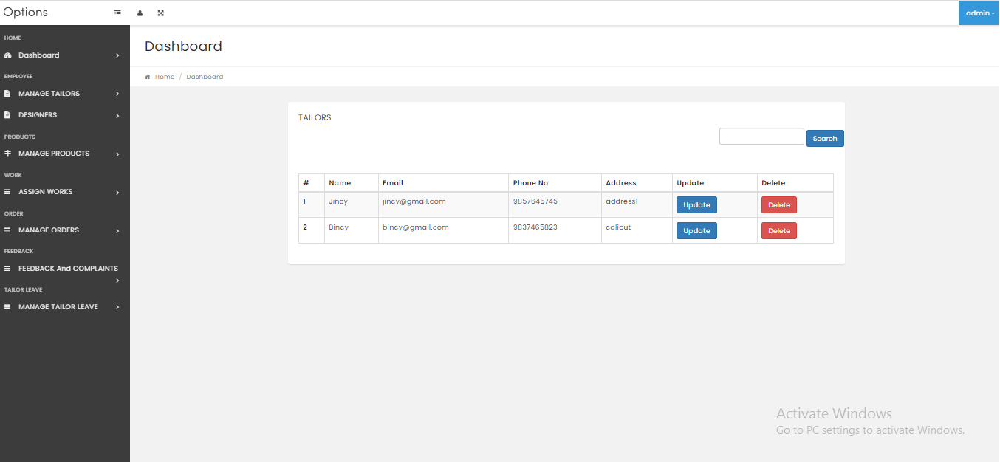 Options
admin
HOME
Dashboard
EMPLOYEE
MANAGE TAILORS
DESIGNERS
PRODUCTS
MANAGE PRODUCTS
WORK
ASSIGN WORKS
ORDER
MANAGE ORDERS
FEEDBACK
FEEDBACK And COMPLAINTS
TAILOR LEAVE
MANAGE TAILOR LEAVE
Dashboard
Home / Dashboard
TAILORS
Search
# Name Email Phone No Address Update Delete
1 Jincy jincy@gmail.com 9857645745 address1 Update Delete
2 Bincy bincy@gmail.com 9837465823 calicut Update Delete
Activate Windows
Go to PC settings to activate Windows.